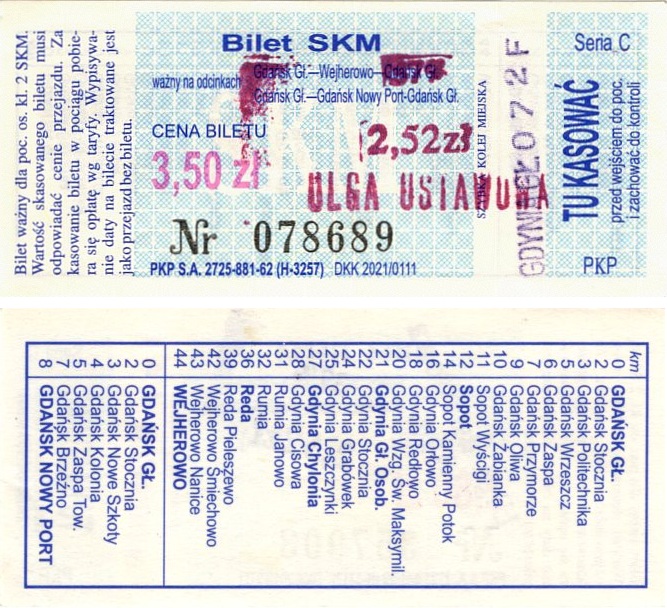 Bilet ważny dla poc. os. kl. 2 SKM.
Wartość skasowanego biletu musi
odpowiadać cenie przejazdu. Za
kasowanie biletu w pociągu pobie-
ra się opłatę wg taryfy. Wypisywa-
nie daty na bilecie traktowane jest
jako przejazd bez biletu.
Bilet SKM
ważny na odcinkach
Gdańsk Gł.—Wejherowo—Gdańsk Gł.
Gdańsk Gł.—Gdańsk Nowy Port-Gdańsk Gł.
CENA BILETU
3,50 zł
2,52zł
ULGA USTAWOWA
Nr 078689
PKP S.A. 2725-881-62 (H-3257) DKK 2021/0111
SZYBKA KOLEJ MIEJSKA
072F
Seria C
TU KASOWAĆ
przed wejściem do poc.
i zachować do kontroli
PKP
km
0 GDAŃSK GŁ.
2 Gdańsk Stocznia
3 Gdańsk Politechnika
5 Gdańsk Wrzeszcz
6 Gdańsk Zaspa
7 Gdańsk Przymorze
9 Gdańsk Oliwa
10 Gdańsk Żabianka
11 Sopot Wyścigi
12 Sopot
14 Sopot Kamienny Potok
16 Gdynia Orłowo
18 Gdynia Redłowo
20 Gdynia Wzg. Św. Maksymil.
21 Gdynia Gł. Osob.
22 Gdynia Stocznia
24 Gdynia Grabówek
25 Gdynia Leszczynki
27 Gdynia Chylonia
28 Gdynia Cisowa
31 Rumia Janowo
32 Rumia
36 Reda
39 Reda Pieleszewo
42 Wejherowo Śmiechowo
43 Wejherowo Nanice
44 WEJHEROWO
0 GDAŃSK GŁ.
2 Gdańsk Stocznia
3 Gdańsk Nowe Szkoty
4 Gdańsk Kolonia
5 Gdańsk Zaspa Tow.
7 Gdańsk Brzeźno
8 GDAŃSK NOWY PORT